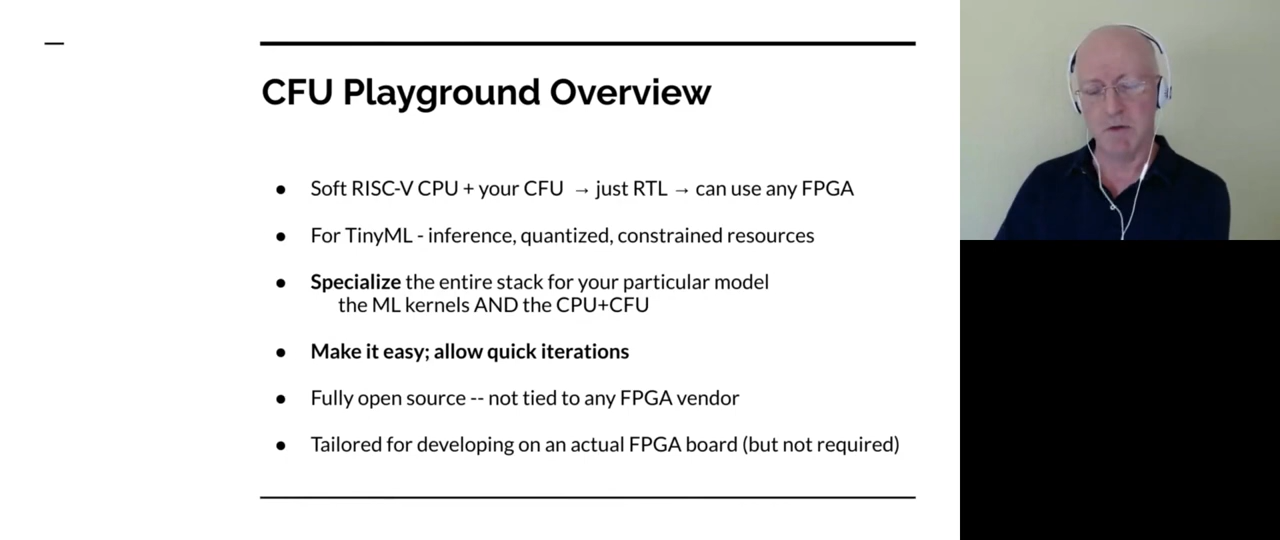 CFU Playground Overview
● Soft RISC-V CPU + your CFU → just RTL → can use any FPGA
● For TinyML - inference, quantized, constrained resources
● Specialize the entire stack for your particular model
the ML kernels AND the CPU+CFU
● Make it easy; allow quick iterations
● Fully open source -- not tied to any FPGA vendor
● Tailored for developing on an actual FPGA board (but not required)